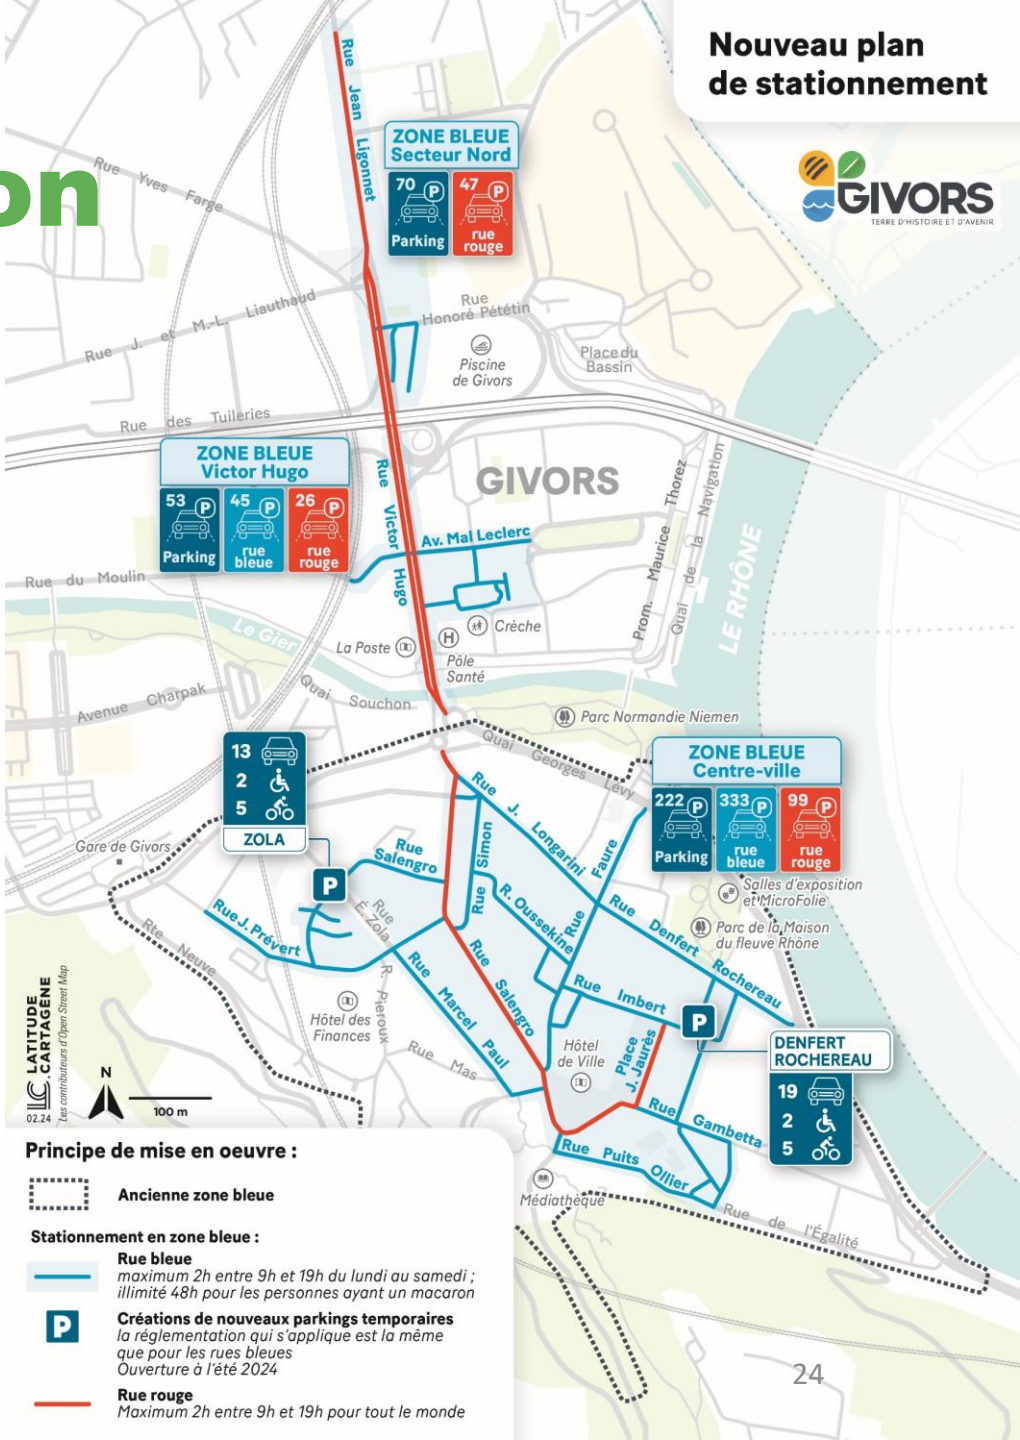 Nouveau plan
de stationnement
GIVORS
TERRE D'HISTOIRE ET D'AVENIR
on
Rue Jean Ligonnet
Rue Yves Farge
ZONE BLEUE
Secteur Nord
70 P
Parking
47 P
rue
rouge
Rue J. et M.-L. Liauthaud
Rue
Honoré Pététin
Piscine
de Givors
Place du
Bassin
Rue des Tuileries
ZONE BLEUE
Victor Hugo
53 P
Parking
45 P
rue
bleue
26 P
rue
rouge
GIVORS
Rue Victor Hugo
Av. Mal Leclerc
Prom. Maurice Thorez
Quai de la Navigation
LE RHÔNE
Rue du Moulin
Le Gier
La Poste
H
Crèche
Pôle
Santé
Avenue Charpak
Quai Souchon
Parc Normandie Niemen
Quai Georges Lévy
13
2
5
ZOLA
P
ZONE BLEUE
Centre-ville
222 P
Parking
333 P
rue
bleue
99 P
rue
rouge
Gare de Givors
Rue J. Longarini
Rue
Salengro
Rue Simon
Rue Faure
R. Oussekine
Rue Denfert Rochereau
Salles d'exposition
et MicroFolie
Parc de la Maison
du fleuve Rhône
Rue J. Prévert
Rue
É. Zola
Rte Neuve
R. Pieroux
Rue Salengro
Rue Marcel Paul
Rue Imbert
P
Hôtel des
Finances
Rue Mas
Hôtel
de Ville
Place
J. Jaurès
DENFERT
ROCHEREAU
19
2
5
Rue Gambetta
Rue Puits Ollier
Médiathèque
Rue de l'Égalité
LC LATITUDE
CARTAGÈNE
02.24
Les contributeurs d'Open Street Map
N
100 m
Principe de mise en oeuvre :
Ancienne zone bleue
Stationnement en zone bleue :
Rue bleue
maximum 2h entre 9h et 19h du lundi au samedi ;
illimité 48h pour les personnes ayant un macaron
P
Créations de nouveaux parkings temporaires
la réglementation qui s'applique est la même
que pour les rues bleues
Ouverture à l'été 2024
Rue rouge
Maximum 2h entre 9h et 19h pour tout le monde
24